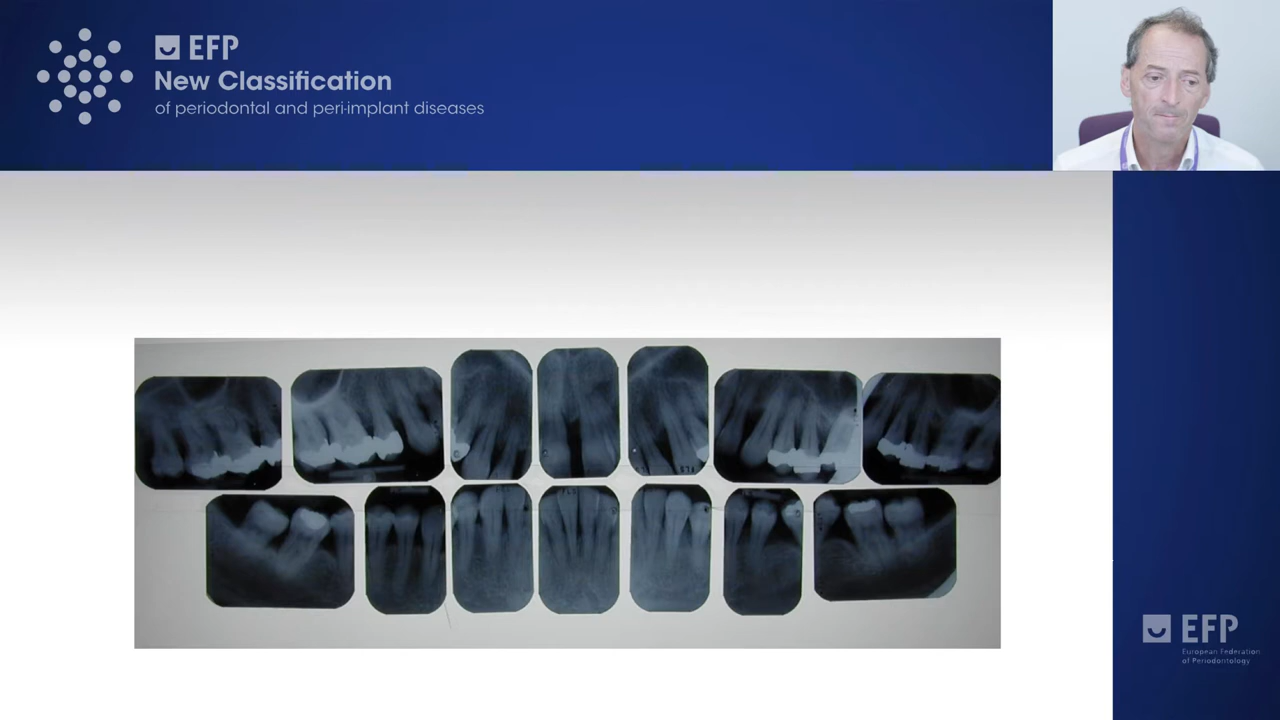 EFP
New Classification
of periodontal and peri-implant diseases
EFP
European Federation
of Periodontology